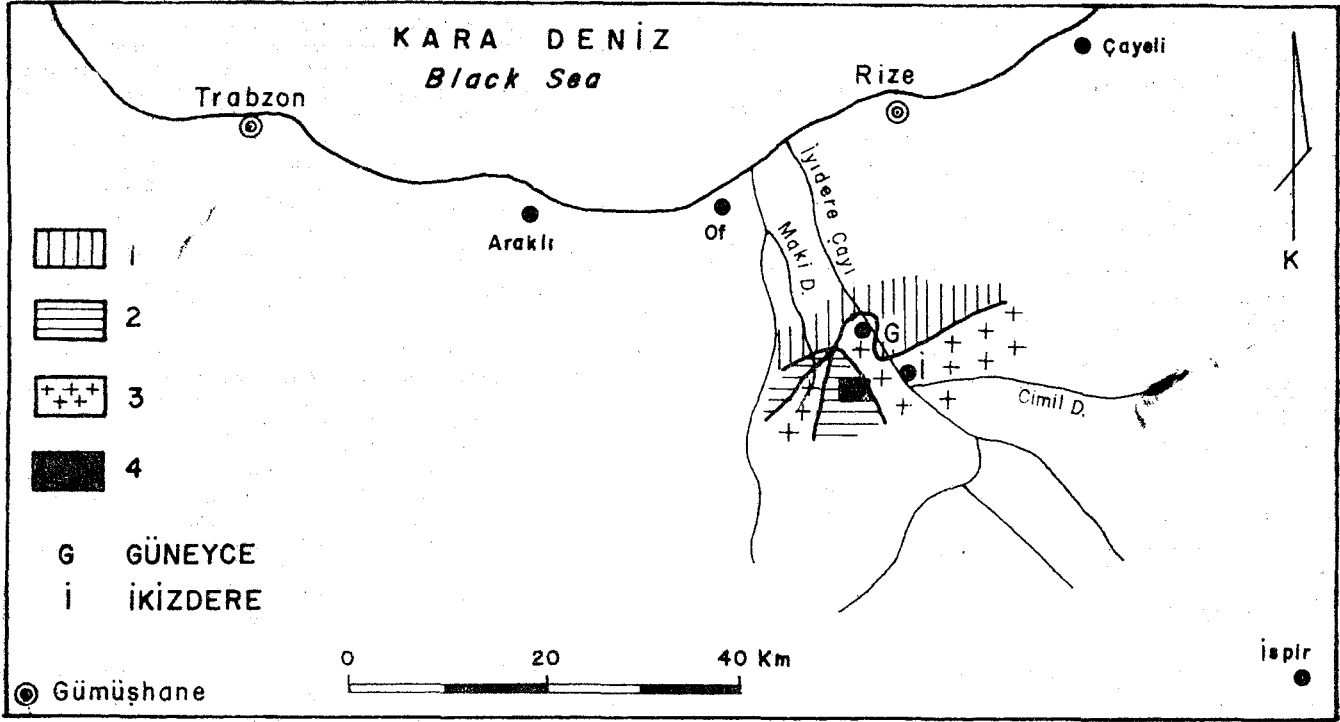 KARA DENİZ
Black Sea
Çayeli
Rize
Trabzon
İyıdere Çayı
Of
Araklı
Maki D.
K
1
2
G
İ
3
Cimil D.
4
G GÜNEYCE
İ İKİZDERE
0 20 40 Km
İspir
Gümüşhane